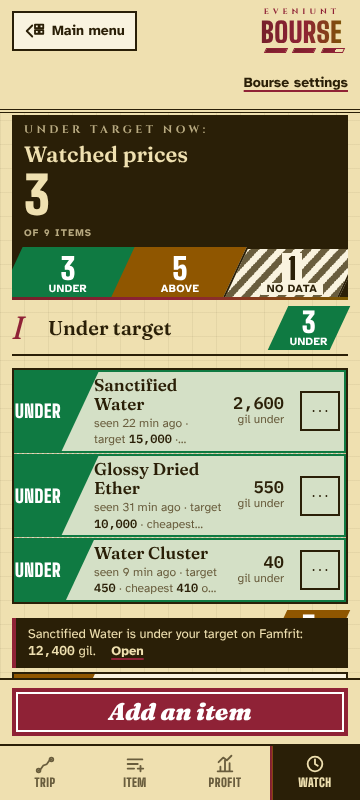 Main menu
EVENIUNT
BOURSE
Bourse settings
UNDER TARGET NOW:
Watched prices
3
OF 9 ITEMS
3
UNDER
5
ABOVE
1
NO DATA
I Under target
3
UNDER
UNDER
Sanctified
Water
seen 22 min ago ·
target 15,000 ·…
2,600
gil under
...
UNDER
Glossy Dried
Ether
seen 31 min ago · target
10,000 · cheapest…
550
gil under
...
UNDER
Water Cluster
seen 9 min ago · target
450 · cheapest 410 o…
40
gil under
...
Sanctified Water is under your target on Famfrit:
12,400 gil. Open
Add an item
TRIP
ITEM
PROFIT
WATCH